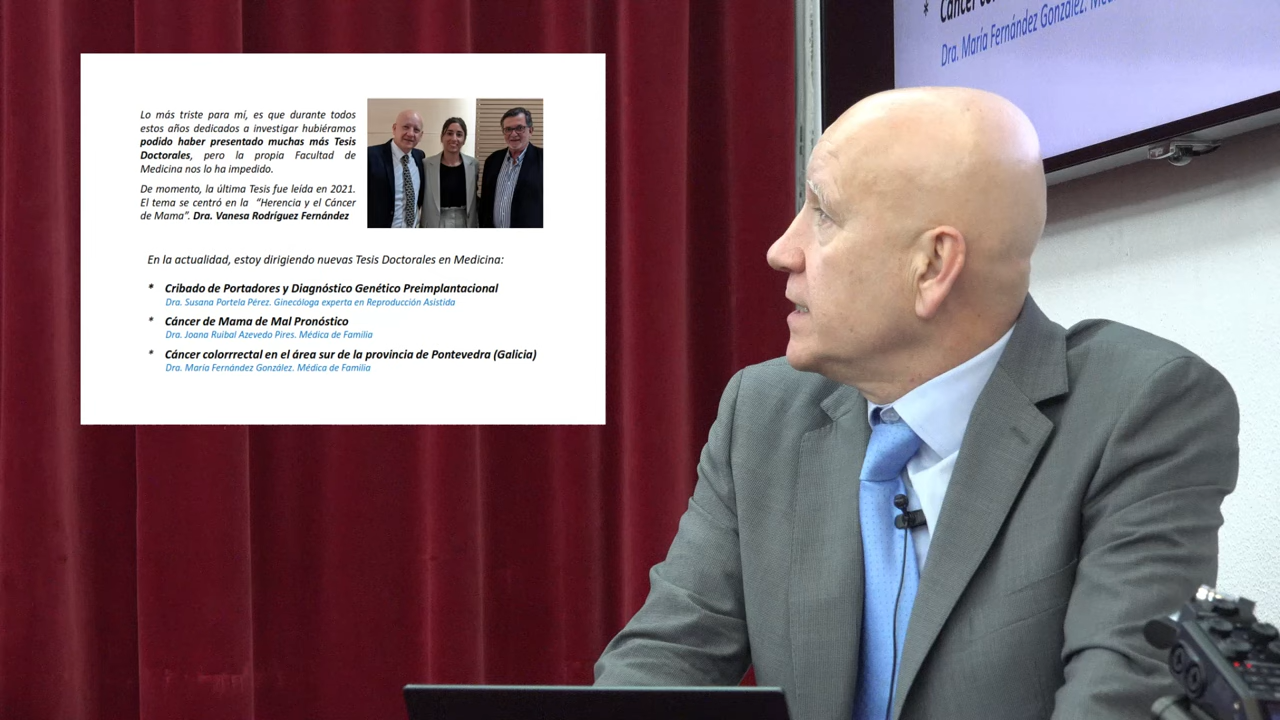 Lo más triste para mí, es que durante todos
estos años dedicados a investigar hubiéramos
podido haber presentado muchas más Tesis
Doctorales, pero la propia Facultad de
Medicina nos lo ha impedido.
De momento, la última Tesis fue leída en 2021.
El tema se centró en la "Herencia y el Cáncer
de Mama". Dra. Vanesa Rodríguez Fernández
En la actualidad, estoy dirigiendo nuevas Tesis Doctorales en Medicina:
* Cribado de Portadores y Diagnóstico Genético Preimplantacional
Dra. Susana Portela Pérez. Ginecóloga experta en Reproducción Asistida
* Cáncer de Mama de Mal Pronóstico
Dra. Joana Ruibal Azevedo Pires. Médica de Familia
* Cáncer colorrrectal en el área sur de la provincia de Pontevedra (Galicia)
Dra. María Fernández González. Médica de Familia
* Cáncer
Dra. María Fernández González.